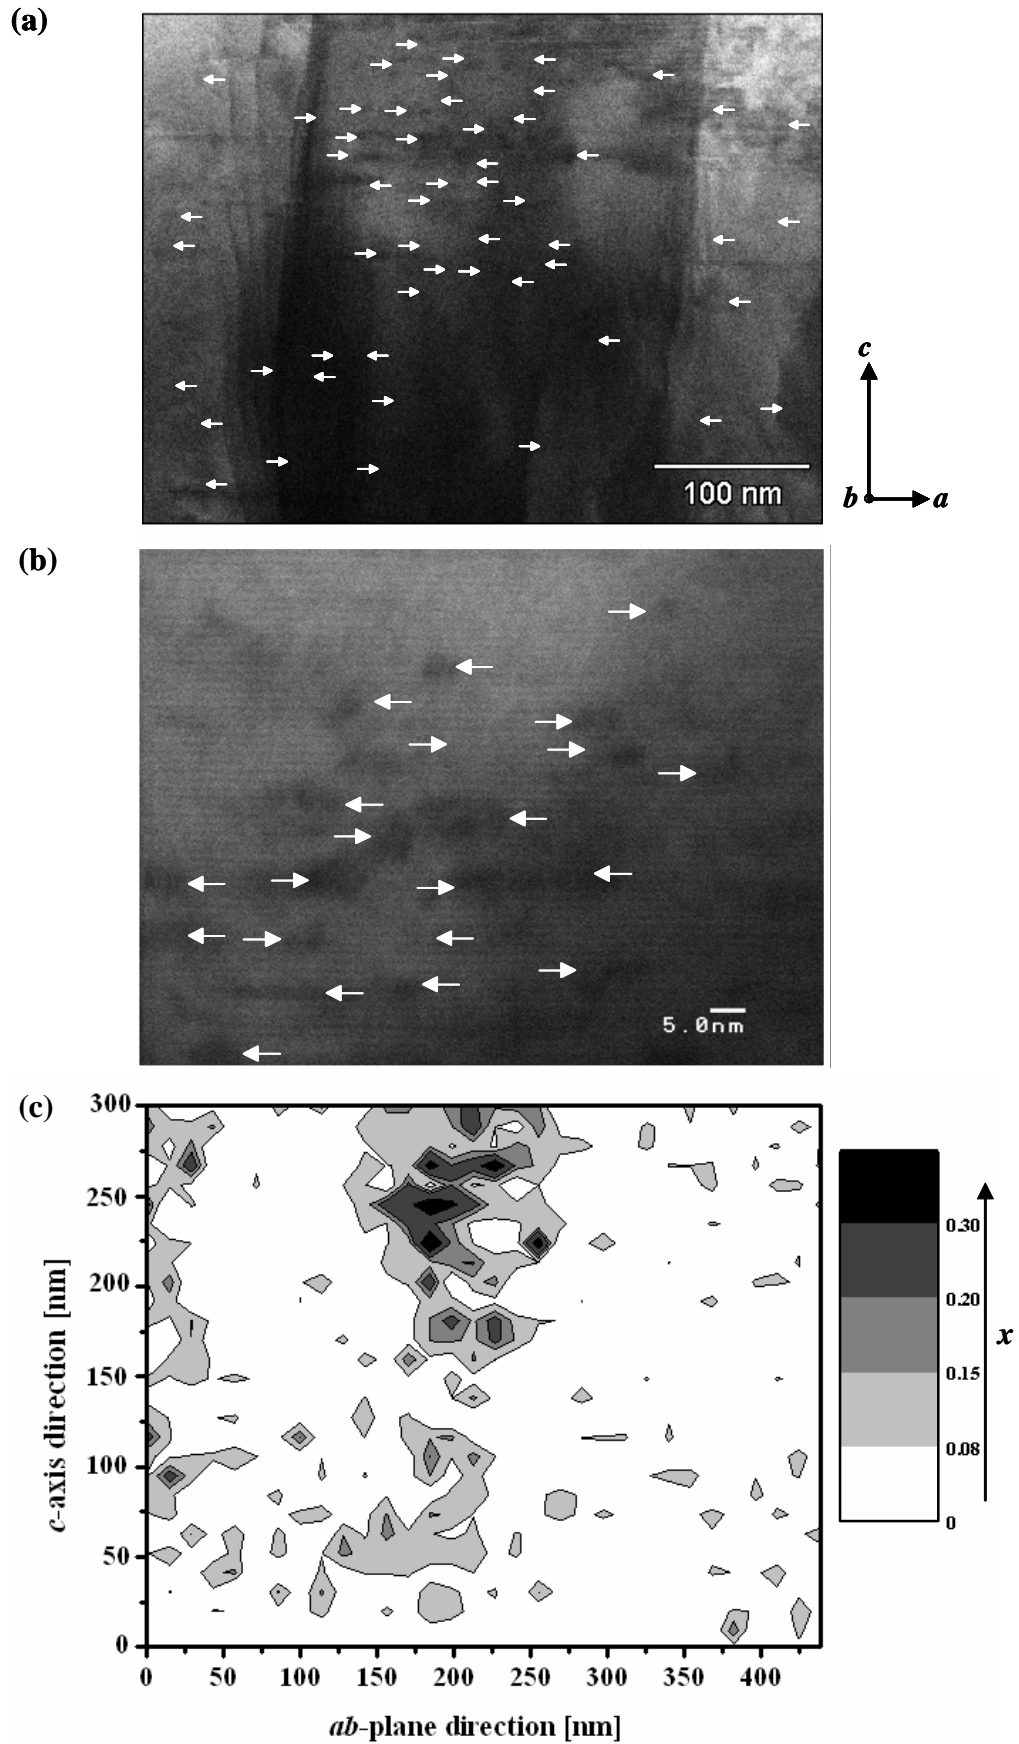 (a)
c
100 nm
b a
(b)
5.0nm
(c)
300
250
200
150
100
50
0
c-axis direction [nm]
0 50 100 150 200 250 300 350 400
ab-plane direction [nm]
0.30
0.20
0.15
0.08
0
x